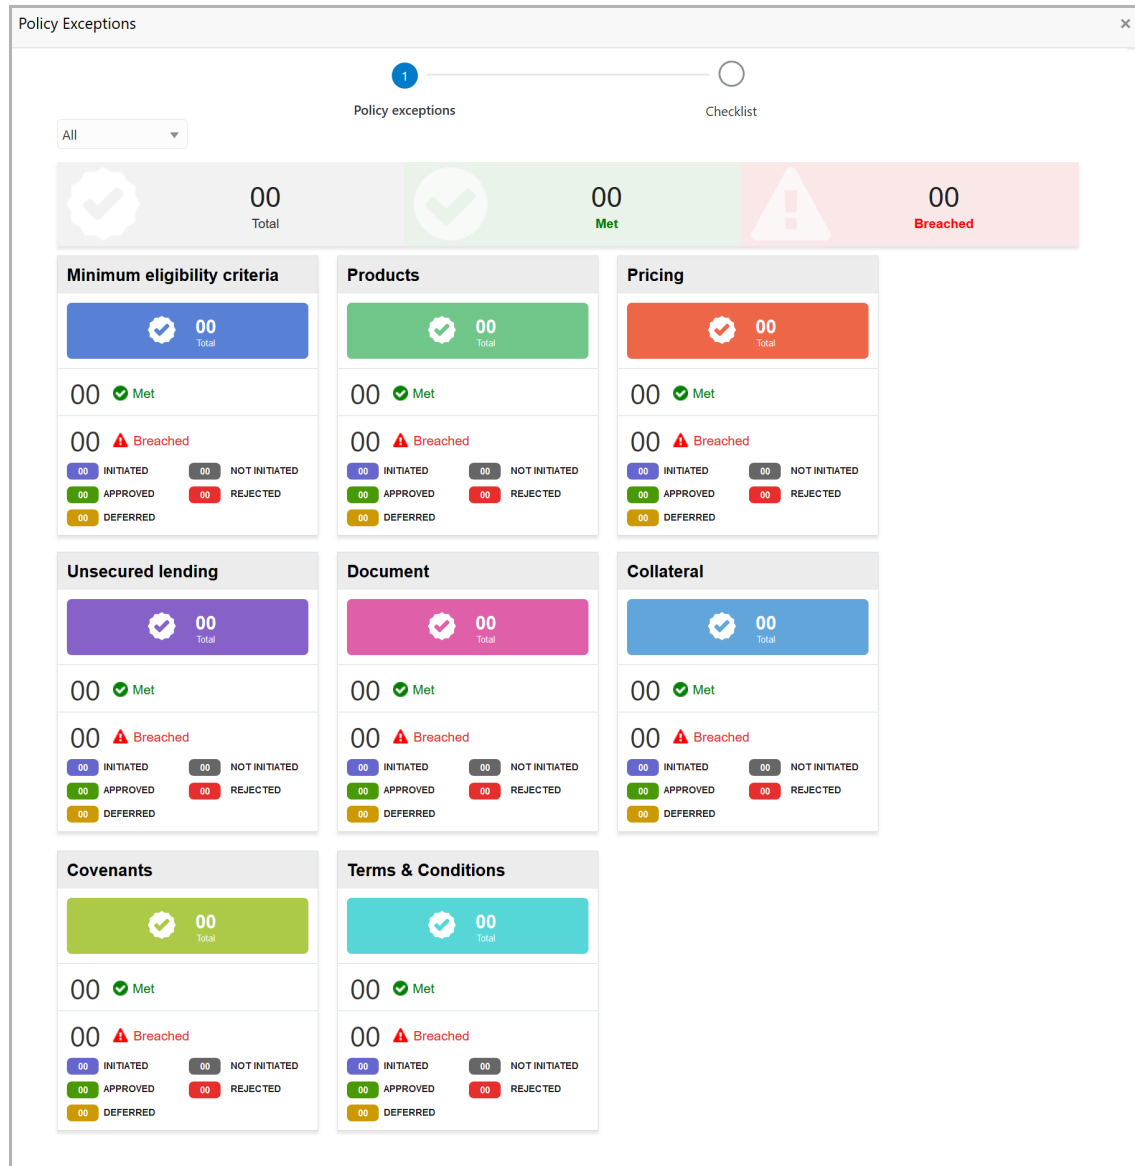 Policy Exceptions ×
1
Policy exceptions Checklist
All
00 00 00
Total Met Breached
Minimum eligibility criteria Products Pricing
00 00 00
Total Total Total
00 Met 00 Met 00 Met
00 Breached 00 Breached 00 Breached
00 INITIATED 00 NOT INITIATED 00 INITIATED 00 NOT INITIATED 00 INITIATED 00 NOT INITIATED
00 APPROVED 00 REJECTED 00 APPROVED 00 REJECTED 00 APPROVED 00 REJECTED
00 DEFERRED 00 DEFERRED 00 DEFERRED
Unsecured lending Document Collateral
00 00 00
Total Total Total
00 Met 00 Met 00 Met
00 Breached 00 Breached 00 Breached
00 INITIATED 00 NOT INITIATED 00 INITIATED 00 NOT INITIATED 00 INITIATED 00 NOT INITIATED
00 APPROVED 00 REJECTED 00 APPROVED 00 REJECTED 00 APPROVED 00 REJECTED
00 DEFERRED 00 DEFERRED 00 DEFERRED
Covenants Terms & Conditions
00 00
Total Total
00 Met 00 Met
00 Breached 00 Breached
00 INITIATED 00 NOT INITIATED 00 INITIATED 00 NOT INITIATED
00 APPROVED 00 REJECTED 00 APPROVED 00 REJECTED
00 DEFERRED 00 DEFERRED